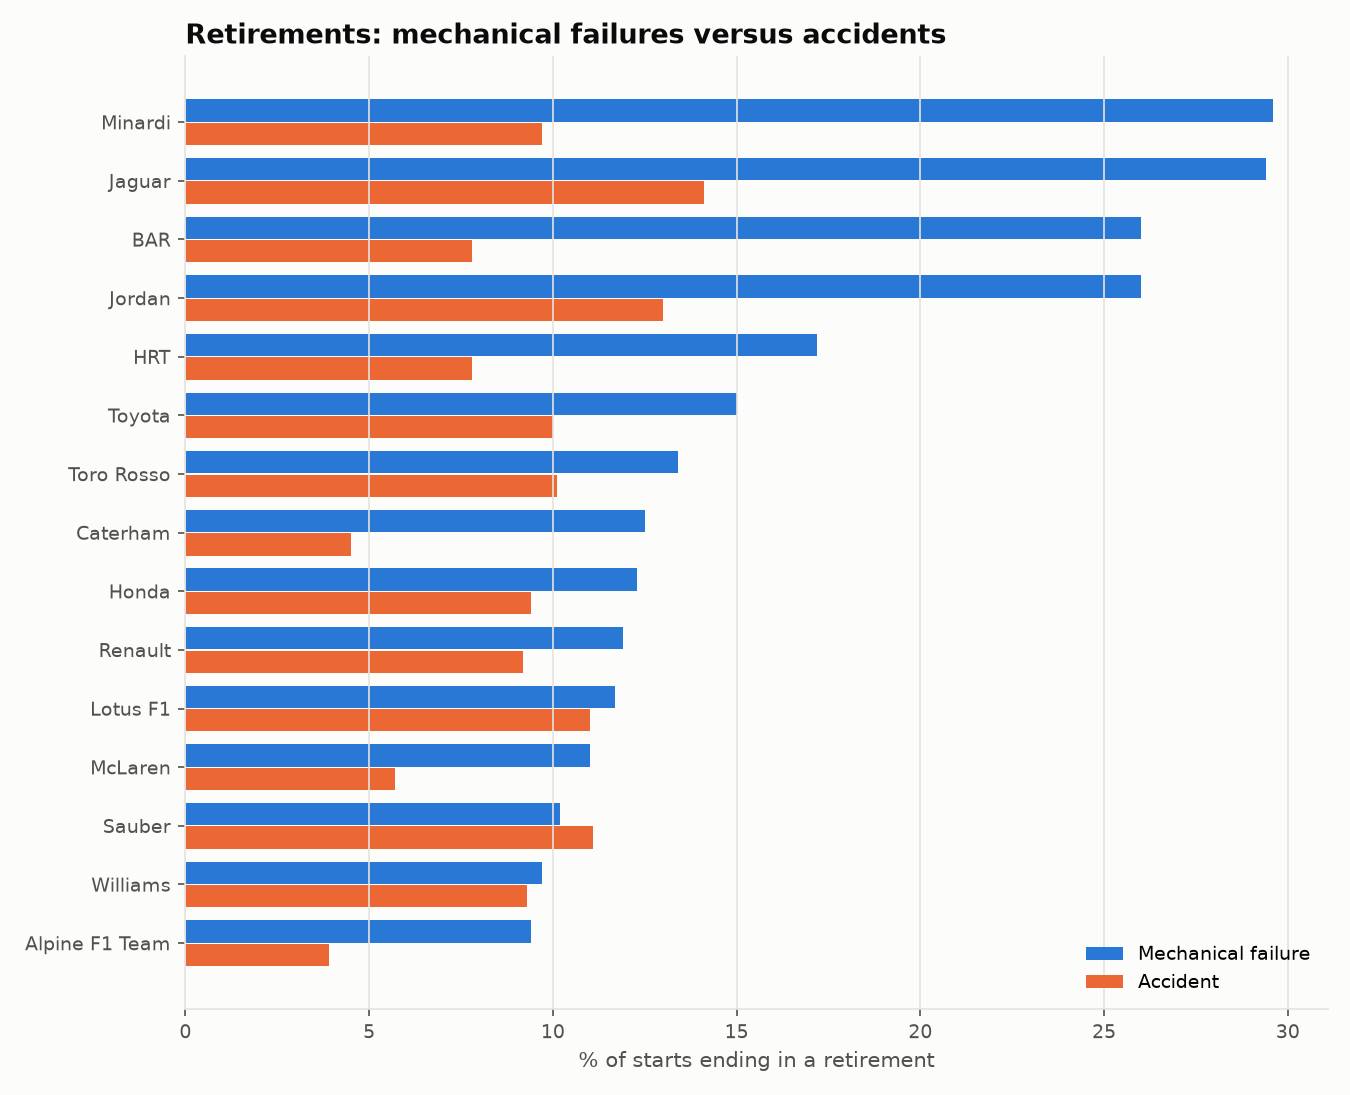 Retirements: mechanical failures versus accidents
Minardi
Jaguar
BAR
Jordan
HRT
Toyota
Toro Rosso
Caterham
Honda
Renault
Lotus F1
McLaren
Sauber
Williams
Alpine F1 Team
Mechanical failure
Accident
0 5 10 15 20 25 30
% of starts ending in a retirement